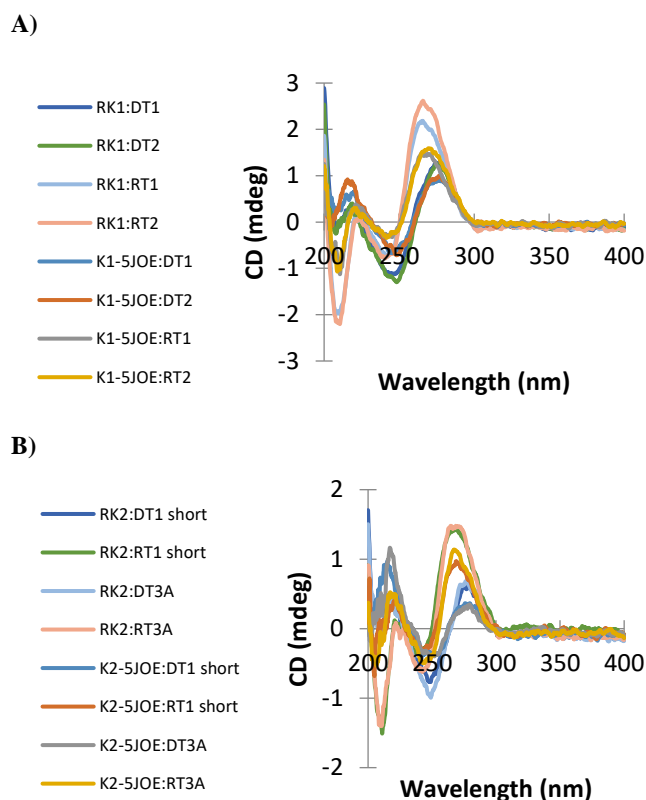 A)
RK1:DT1
RK1:DT2
RK1:RT1
RK1:RT2
K1-5JOE:DT1
K1-5JOE:DT2
K1-5JOE:RT1
K1-5JOE:RT2
CD (mdeg)
3
2
1
0
-1
-2
-3
200
250
300
350
400
Wavelength (nm)
B)
RK2:DT1 short
RK2:RT1 short
RK2:DT3A
RK2:RT3A
K2-5JOE:DT1 short
K2-5JOE:RT1 short
K2-5JOE:DT3A
K2-5JOE:RT3A
CD (mdeg)
2
1
0
-1
-2
200
250
300
350
400
Wavelength (nm)